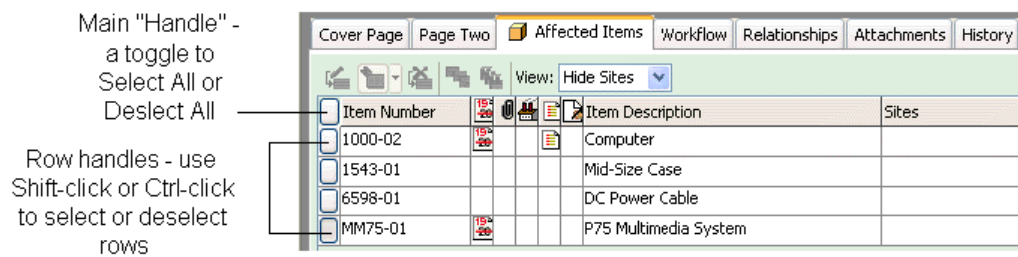 Main "Handle" -
a toggle to
Select All or
Deslect All
Row handles - use
Shift-click or Ctrl-click
to select or deselect
rows
Cover Page Page Two Affected Items Workflow Relationships Attachments History
View: Hide Sites
Item Number Item Description Sites
1000-02 Computer
1543-01 Mid-Size Case
6598-01 DC Power Cable
MM75-01 P75 Multimedia System